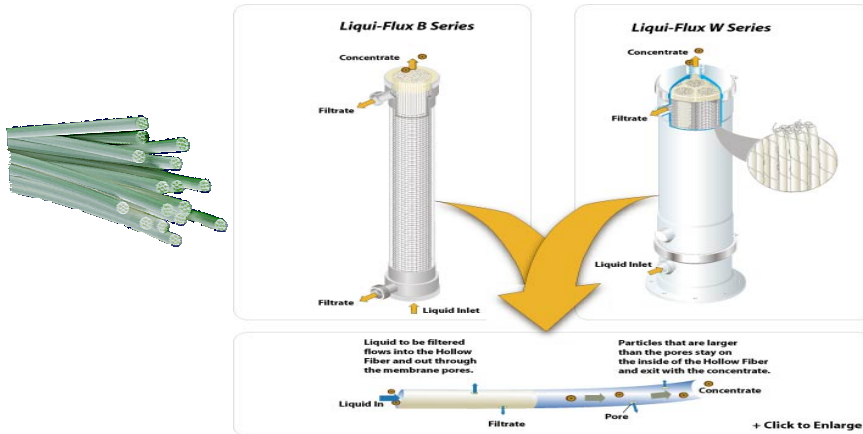 Liqui-Flux B Series
Concentrate
Filtrate
Filtrate
Liquid Inlet
Liqui-Flux W Series
Concentrate
Filtrate
Liquid Inlet
Liquid to be filtered
flows into the Hollow
Fiber and out through
the membrane pores.
Particles that are larger
than the pores stay on
the inside of the Hollow Fiber
and exit with the concentrate.
Liquid In
Filtrate
Pore
Concentrate
+ Click to Enlarge